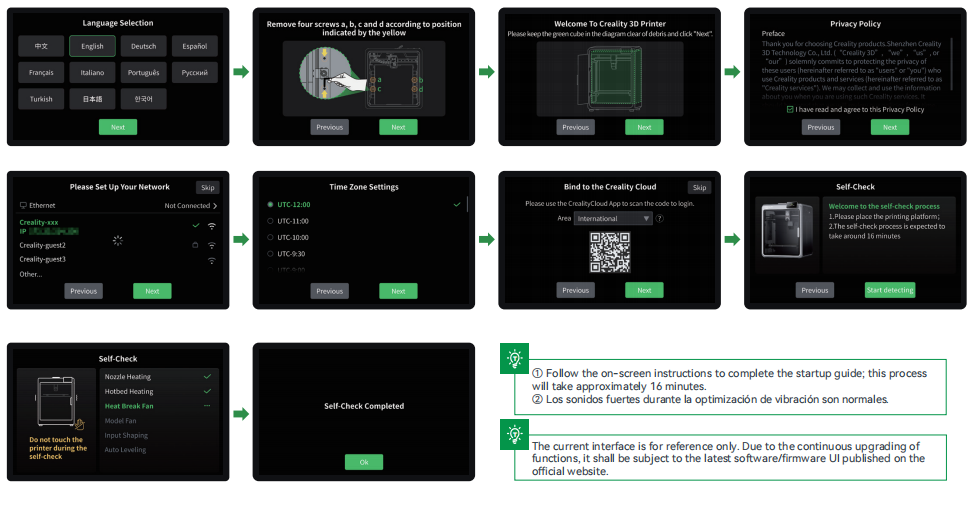 Language Selection
中文 English Deutsch Español
Français Italiano Português Русский
Turkish 日本語 한국어
Next
Remove four screws a, b, c and d according to position
indicated by the yellow
a b
c d
Previous Next
Welcome To Creality 3D Printer
Please keep the green cube in the diagram clear of debris and click "Next".
Previous Next
Privacy Policy
Preface
Thank you for choosing Creality products.Shenzhen Creality
3D Technology Co., Ltd. ( "Creality 3D" , "we" , "us" , or
"our" ) solemnly commits to protecting the privacy of
these users (hereinafter referred to as "users" or "you") who
use Creality products and services (hereinafter referred to as
"Creality services"). We may collect and use the information
about you when you are using such Creality services. It
I have read and agree to this Privacy Policy
Previous Next
Please Set Up Your Network Skip
Ethernet Not Connected >
Creality-xxx
IP
Creality-guest2
Creality-guest3
Other...
Previous Next
Time Zone Settings
UTC-12:00
UTC-11:00
UTC-10:00
UTC-9:30
UTC-9:00
Previous Next
Bind to the Creality Cloud Skip
Please use the CrealityCloud App to scan the code to login.
Area International ?
Previous Next
Self-Check
Welcome to the self-check process
1.Please place the printing platform;
2.The self-check process is expected to
take around 16 minutes
Previous Start detecting
Self-Check
Do not touch the
printer during the
self-check
Nozzle Heating
Hotbed Heating
Heat Break Fan ...
Model Fan
Input Shaping
Auto Leveling
Self-Check Completed
Ok
① Follow the on-screen instructions to complete the startup guide; this process
will take approximately 16 minutes.
② Los sonidos fuertes durante la optimización de vibración son normales.
The current interface is for reference only. Due to the continuous upgrading of
functions, it shall be subject to the latest software/firmware UI published on the
official website.